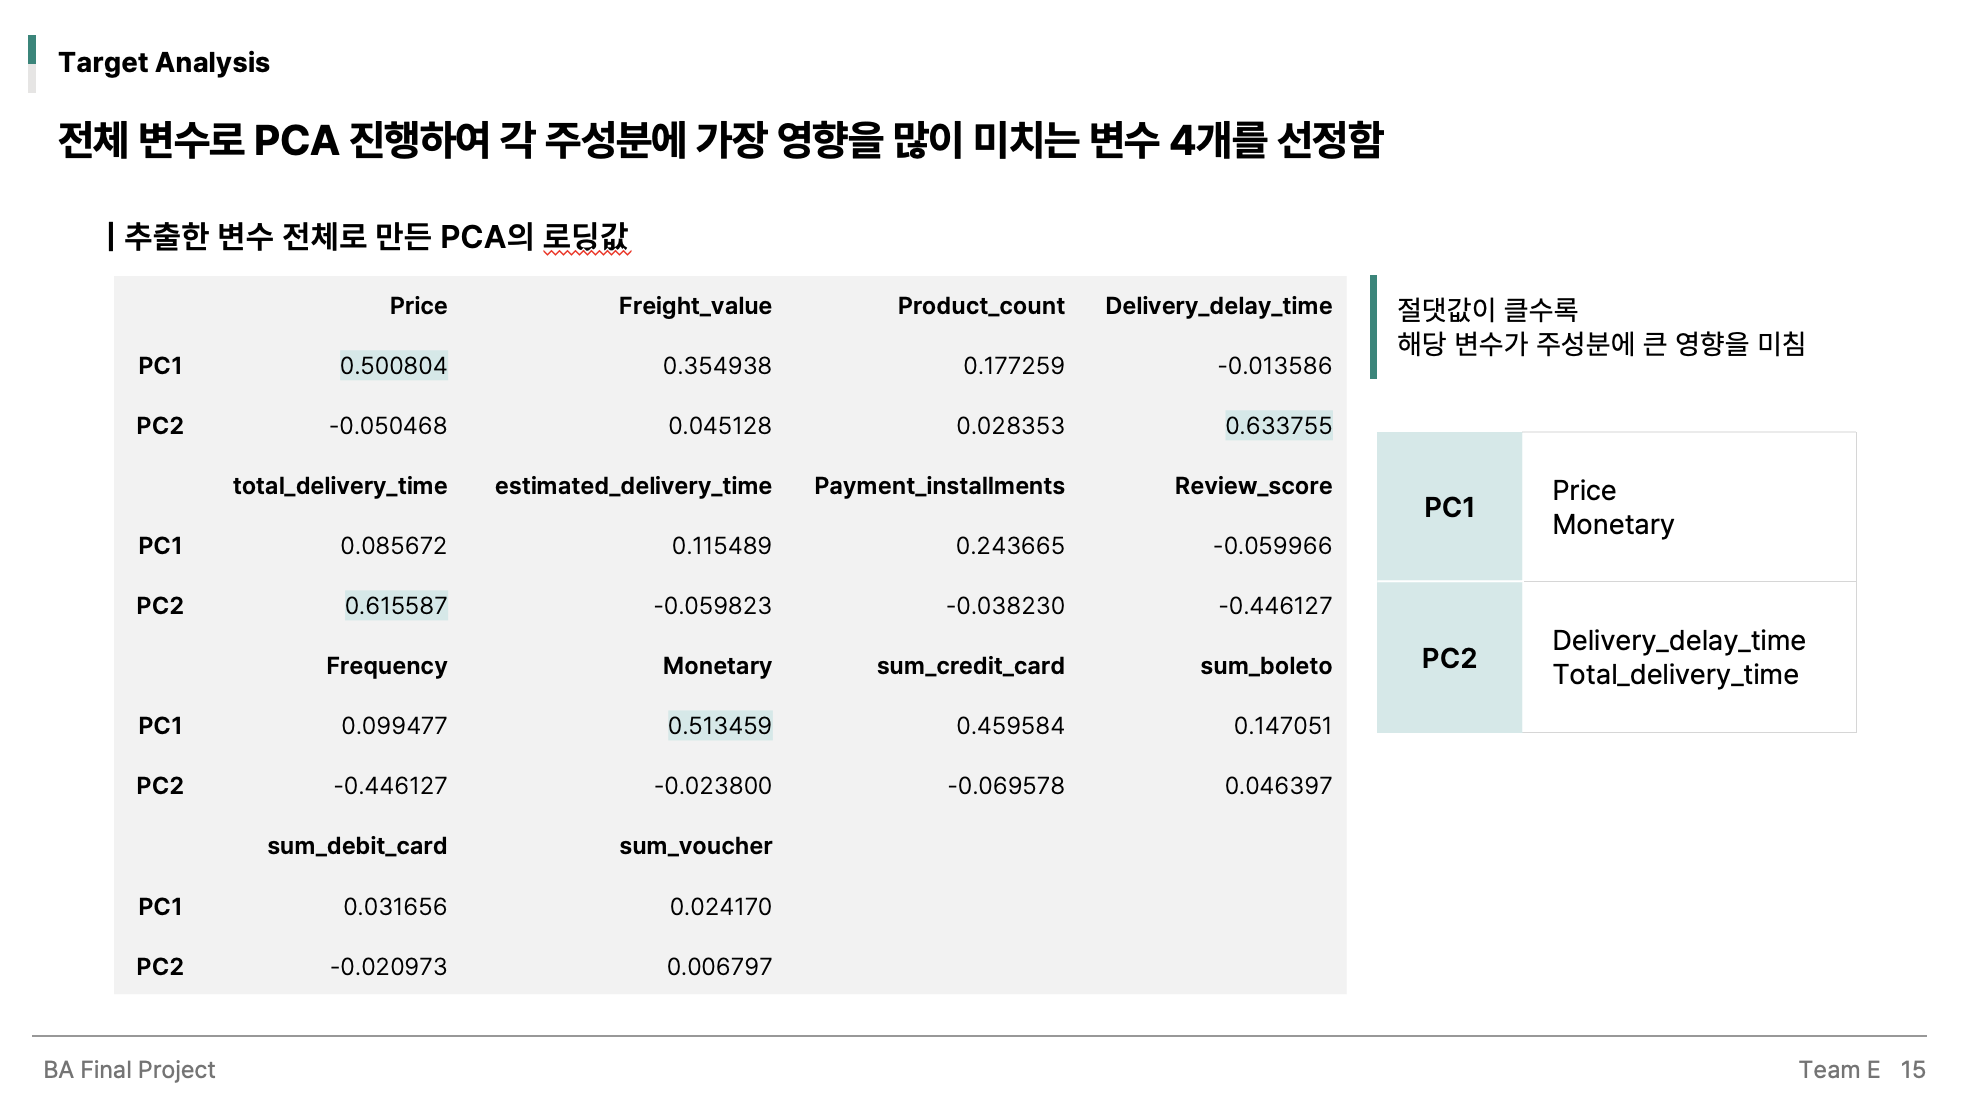 Target Analysis
전체 변수로 PCA 진행하여 각 주성분에 가장 영향을 많이 미치는 변수 4개를 선정함
| 추출한 변수 전체로 만든 PCA의 로딩값
Price Freight_value Product_count Delivery_delay_time
PC1 0.500804 0.354938 0.177259 -0.013586
PC2 -0.050468 0.045128 0.028353 0.633755
total_delivery_time estimated_delivery_time Payment_installments Review_score
PC1 0.085672 0.115489 0.243665 -0.059966
PC2 0.615587 -0.059823 -0.038230 -0.446127
Frequency Monetary sum_credit_card sum_boleto
PC1 0.099477 0.513459 0.459584 0.147051
PC2 -0.446127 -0.023800 -0.069578 0.046397
sum_debit_card sum_voucher
PC1 0.031656 0.024170
PC2 -0.020973 0.006797
절댓값이 클수록
해당 변수가 주성분에 큰 영향을 미침
PC1
Price
Monetary
PC2
Delivery_delay_time
Total_delivery_time
BA Final Project
Team E 15